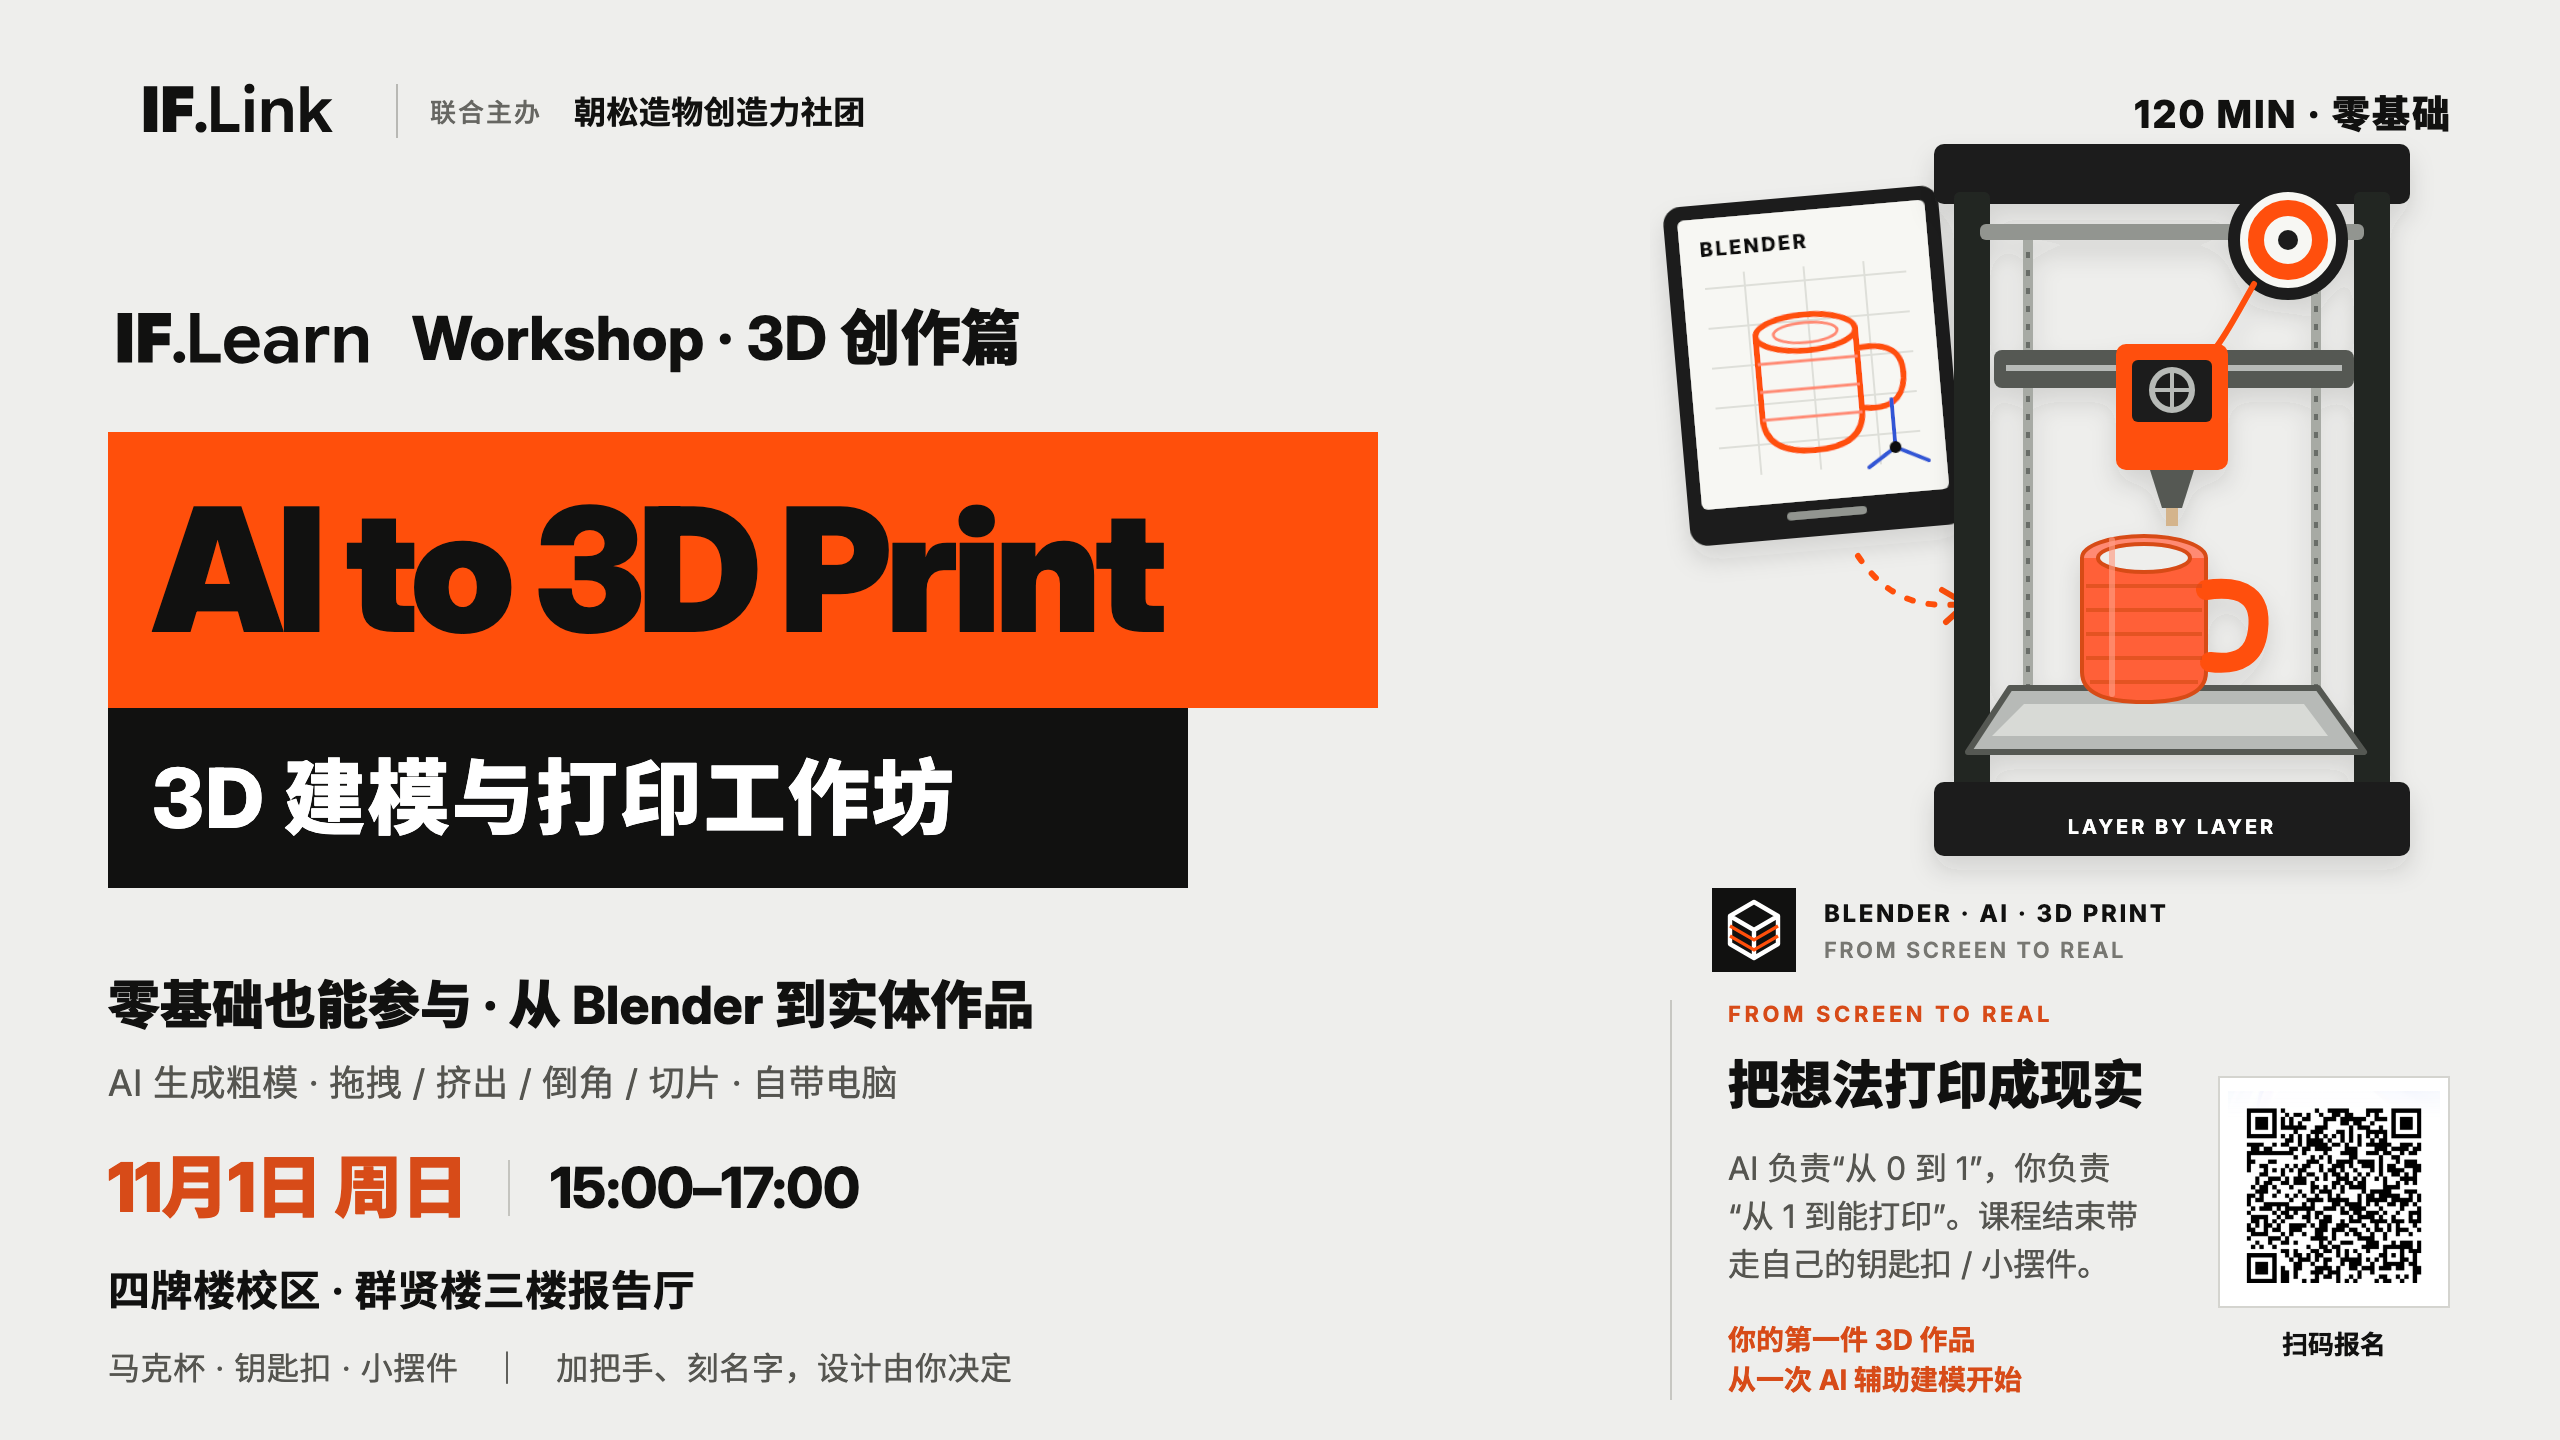 IF.Link
联合主办 朝松造物创造力社团
120 MIN · 零基础
IF.Learn Workshop · 3D 创作篇
AI to 3D Print
3D 建模与打印工作坊
零基础也能参与 · 从 Blender 到实体作品
AI 生成粗模 · 拖拽 / 挤出 / 倒角 / 切片 · 自带电脑
11月1日 周日
15:00–17:00
四牌楼校区 · 群贤楼三楼报告厅
马克杯 · 钥匙扣 · 小摆件 | 加把手、刻名字，设计由你决定
BLENDER
LAYER BY LAYER
BLENDER · AI · 3D PRINT
FROM SCREEN TO REAL
FROM SCREEN TO REAL
把想法打印成现实
AI 负责“从 0 到 1”，你负责
“从 1 到能打印”。课程结束带
走自己的钥匙扣 / 小摆件。
你的第一件 3D 作品
从一次 AI 辅助建模开始
扫码报名